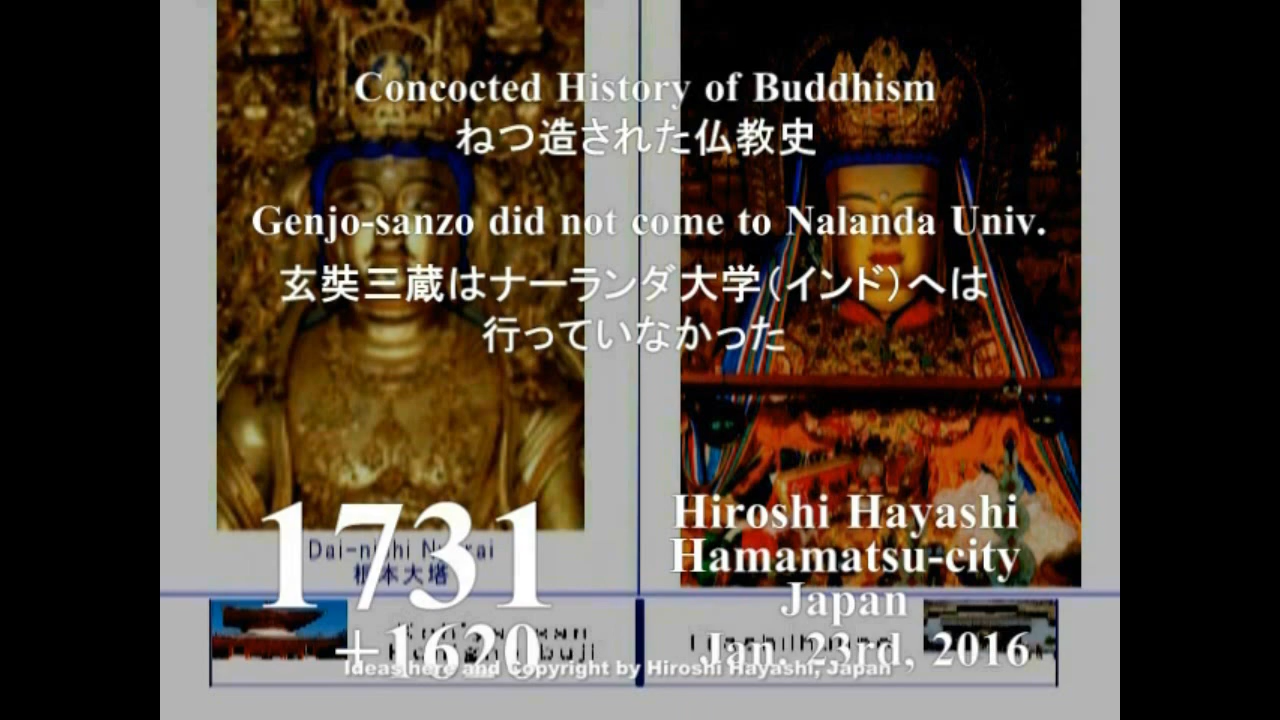 Concocted History of Buddhism
ねつ造された仏教史
Genjo-sanzo did not come to Nalanda Univ.
玄奘三蔵はナーランダ大学(インド)へは
行っていなかった
1731
+1620
Hiroshi Hayashi
Hamamatsu-city
Japan
Jan. 23rd, 2016
Dai-nichi
根本大塔
Ideas here and Copyright by Hiroshi Hayashi, Japan